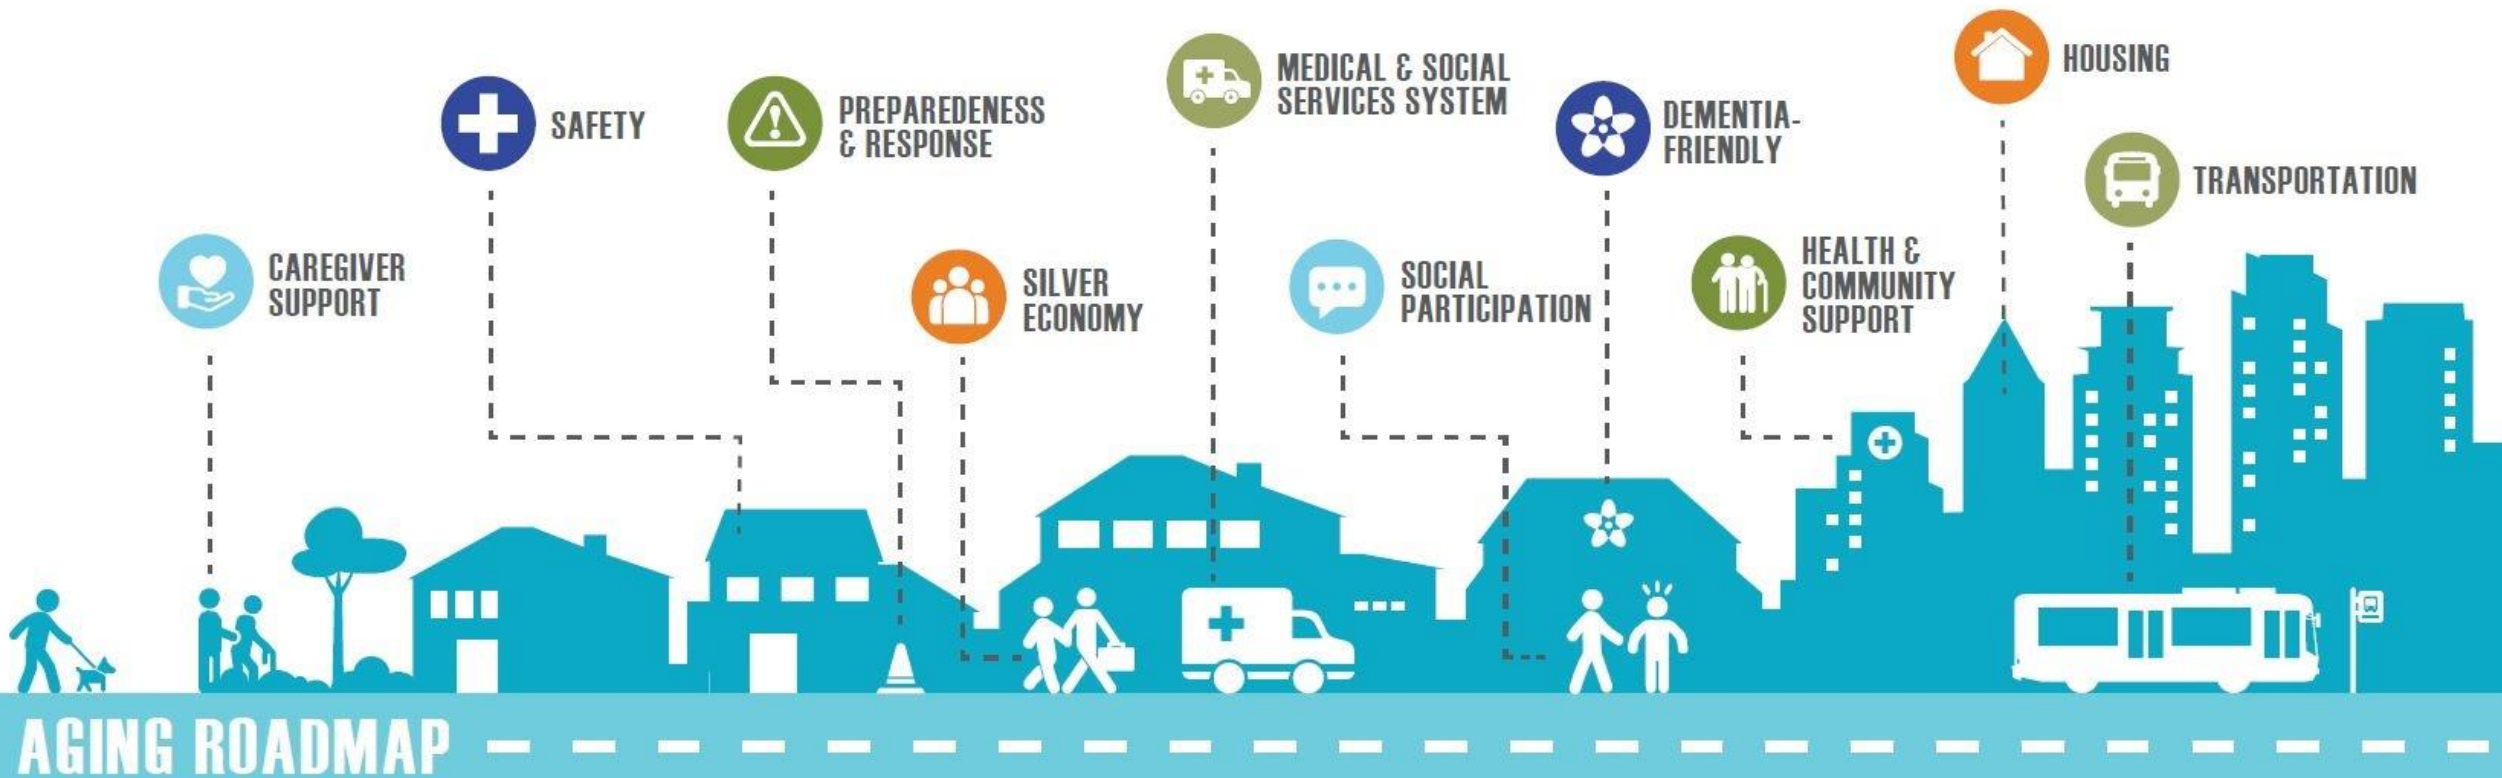 CAREGIVER
SUPPORT
SAFETY
PREPAREDENESS
& RESPONSE
SILVER
ECONOMY
MEDICAL & SOCIAL
SERVICES SYSTEM
SOCIAL
PARTICIPATION
DEMENTIA-
FRIENDLY
HEALTH &
COMMUNITY
SUPPORT
HOUSING
TRANSPORTATION
AGING ROADMAP